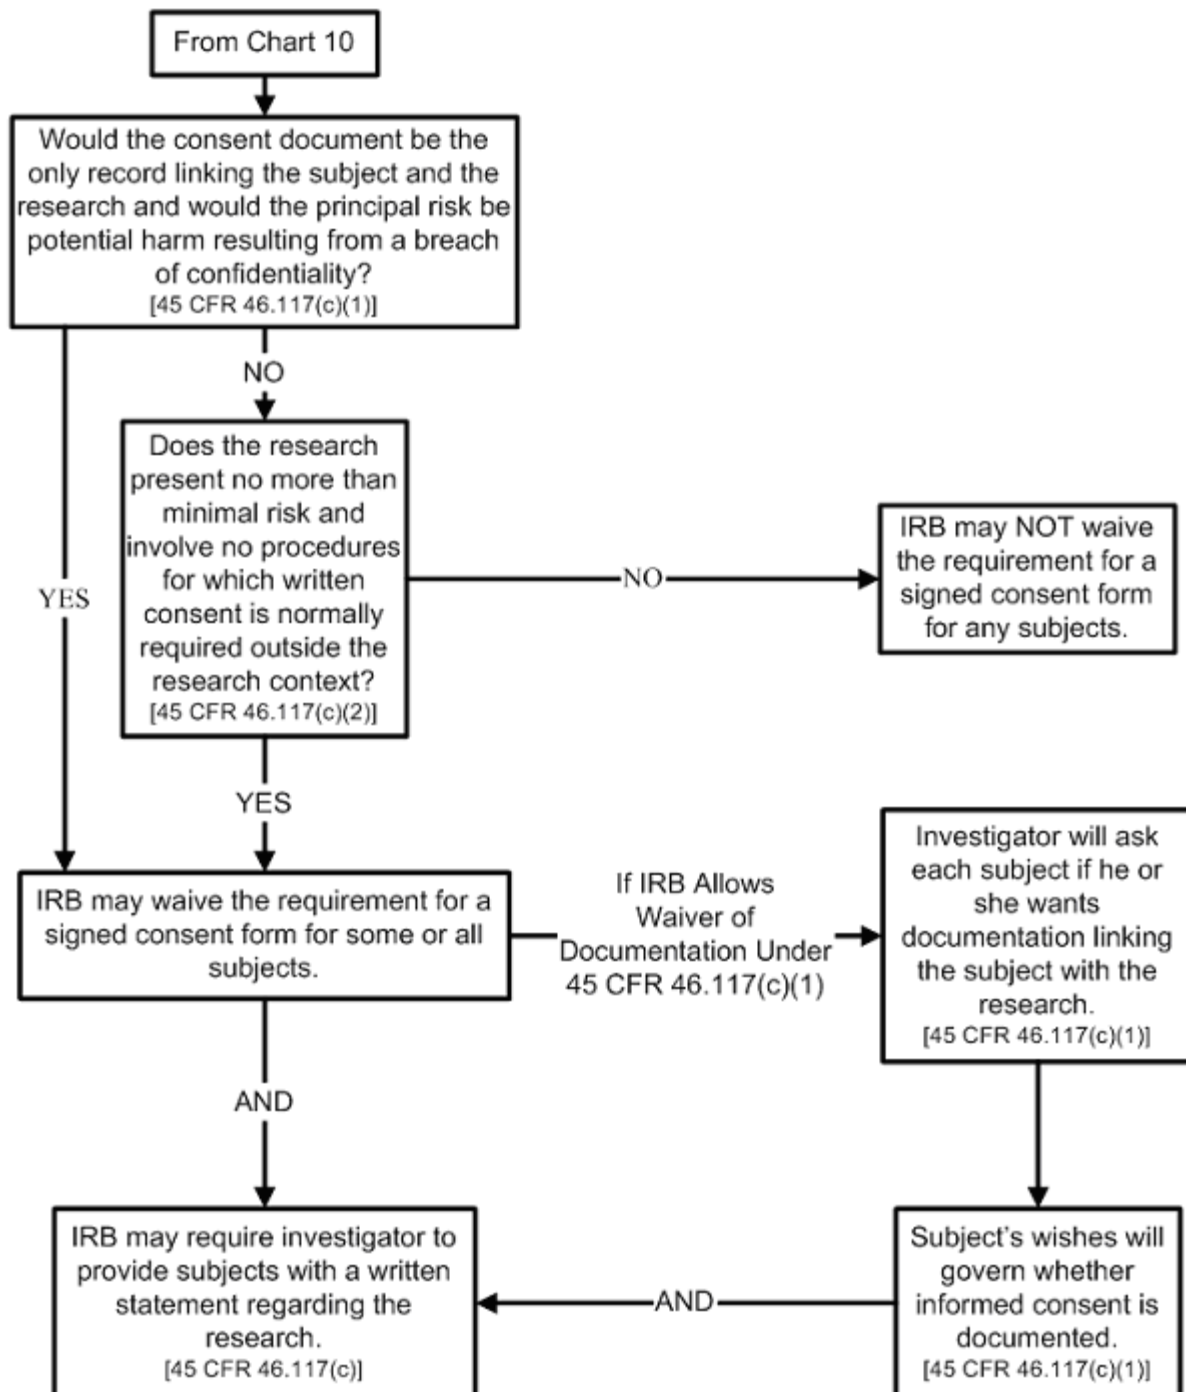 From Chart 10
Would the consent document be the
only record linking the subject and the
research and would the principal risk be
potential harm resulting from a breach
of confidentiality?
[45 CFR 46.117(c)(1)]
NO
YES
Does the research
present no more than
minimal risk and
involve no procedures
for which written
consent is normally
required outside the
research context?
[45 CFR 46.117(c)(2)]
NO
IRB may NOT waive
the requirement for a
signed consent form
for any subjects.
YES
IRB may waive the requirement for a
signed consent form for some or all
subjects.
If IRB Allows
Waiver of
Documentation Under
45 CFR 46.117(c)(1)
Investigator will ask
each subject if he or
she wants
documentation linking
the subject with the
research.
[45 CFR 46.117(c)(1)]
AND
IRB may require investigator to
provide subjects with a written
statement regarding the
research.
[45 CFR 46.117(c)]
AND
Subject's wishes will
govern whether
informed consent is
documented.
[45 CFR 46.117(c)(1)]